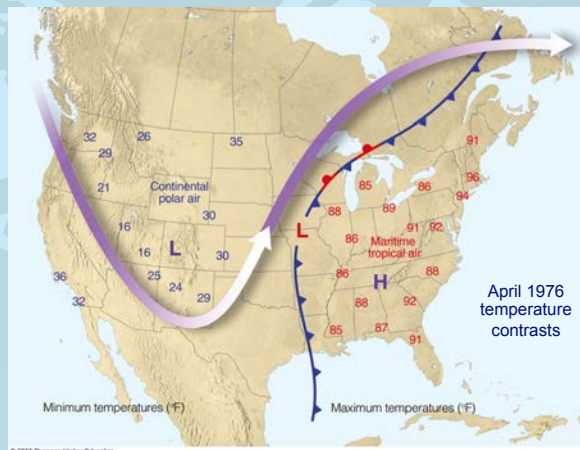 32
26
29
35
21
Continental
polar air
30
16
16
L
30
36
32
25
24
29
91
85
86
96
94
88
89
L
86
91
92
Maritime
tropical air
86
H
88
88
92
85
87
91
April 1976
temperature
contrasts
Minimum temperatures (°F)
Maximum temperatures (°F)